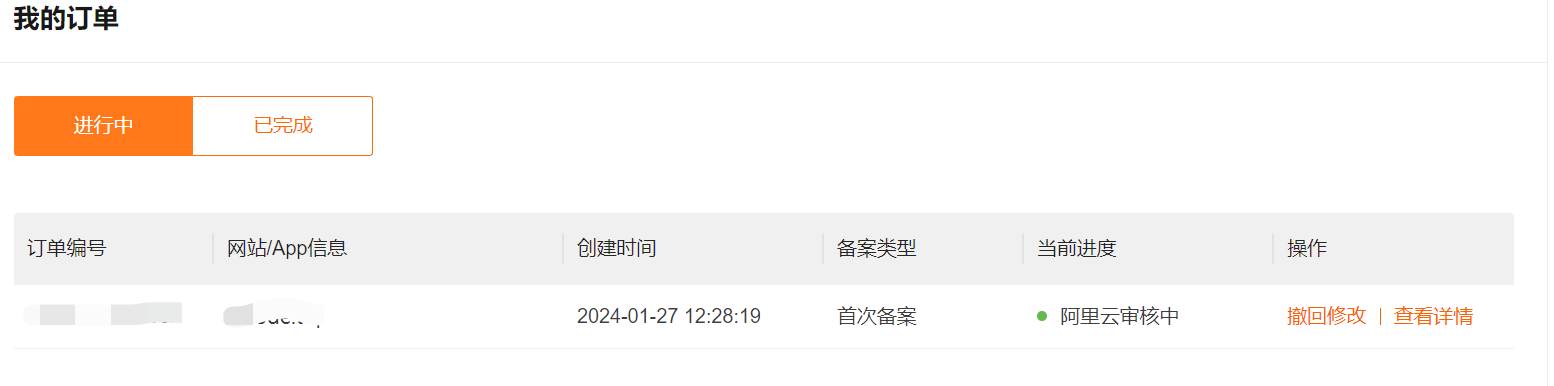 我的订单
进行中 已完成
订单编号 网站/App信息 创建时间 备案类型 当前进度 操作
2024-01-27 12:28:19 首次备案 阿里云审核中 撤回修改 | 查看详情